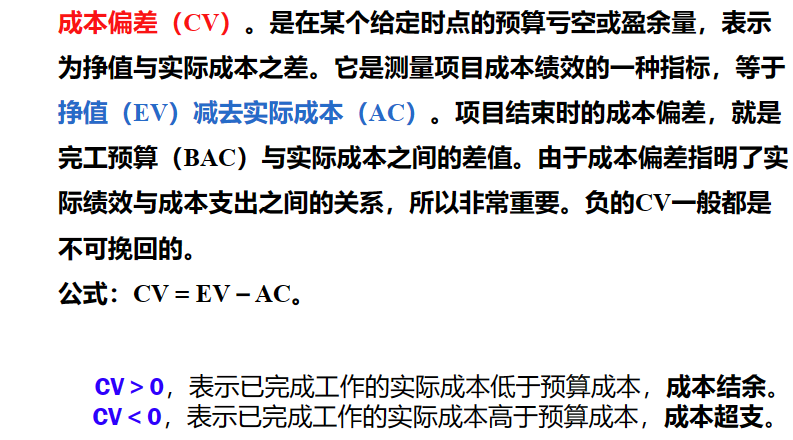 成本偏差（CV）。是在某个给定时点的预算亏空或盈余量，表示
为挣值与实际成本之差。它是测量项目成本绩效的一种指标，等于
挣值（EV）减去实际成本（AC）。项目结束时的成本偏差，就是
完工预算（BAC）与实际成本之间的差值。由于成本偏差指明了实
际绩效与成本支出之间的关系，所以非常重要。负的CV一般都是
不可挽回的。
公式：CV = EV – AC。
CV > 0，表示已完成工作的实际成本低于预算成本，成本结余。
CV < 0，表示已完成工作的实际成本高于预算成本，成本超支。